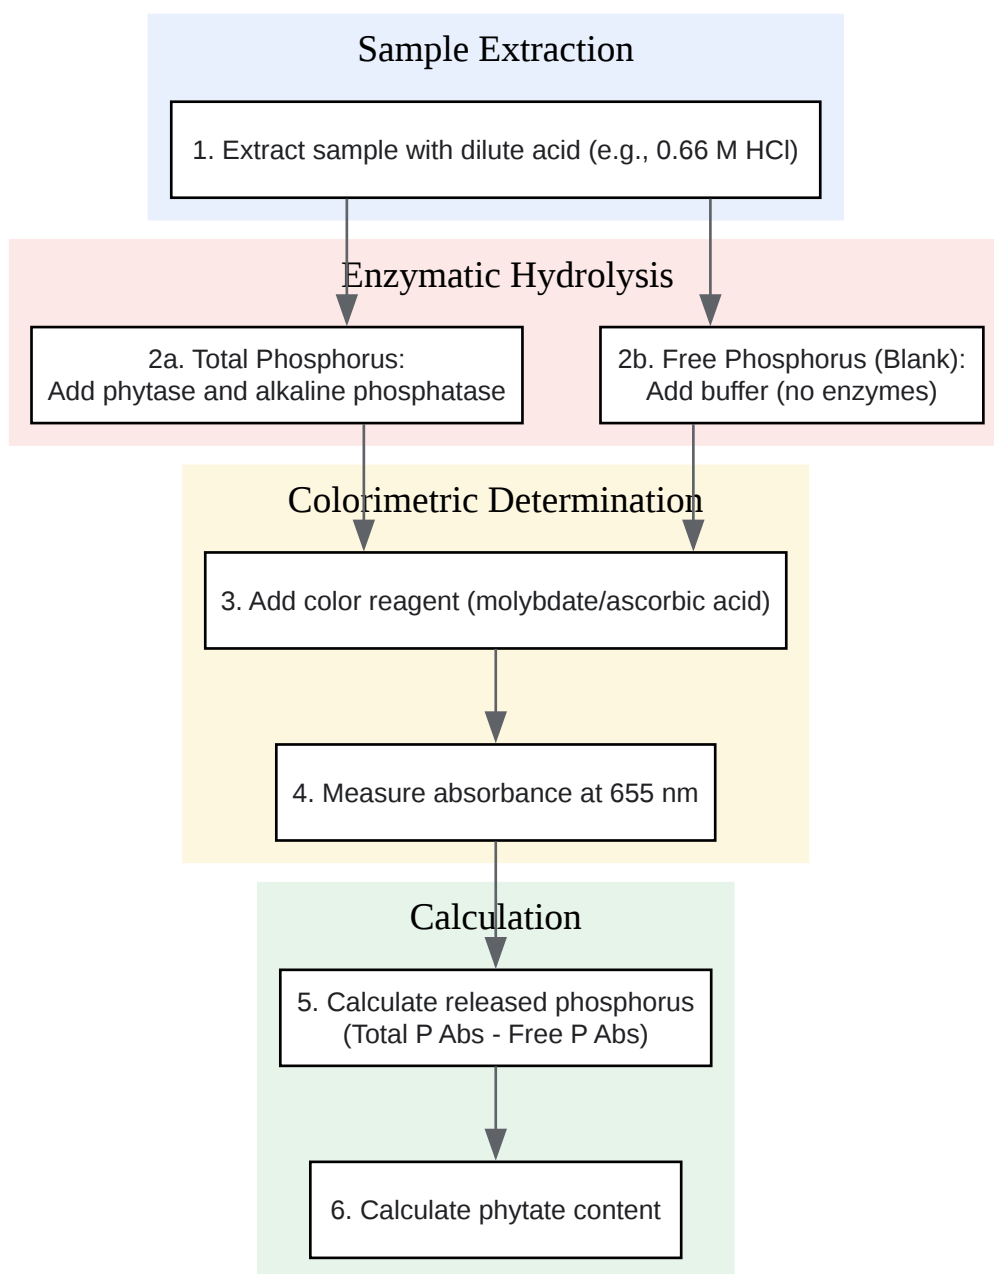 Sample Extraction
1. Extract sample with dilute acid (e.g., 0.66 M HCl)
Enzymatic Hydrolysis
2a. Total Phosphorus:
Add phytase and alkaline phosphatase
2b. Free Phosphorus (Blank):
Add buffer (no enzymes)
Colorimetric Determination
3. Add color reagent (molybdate/ascorbic acid)
4. Measure absorbance at 655 nm
Calculation
5. Calculate released phosphorus
(Total P Abs - Free P Abs)
6. Calculate phytate content